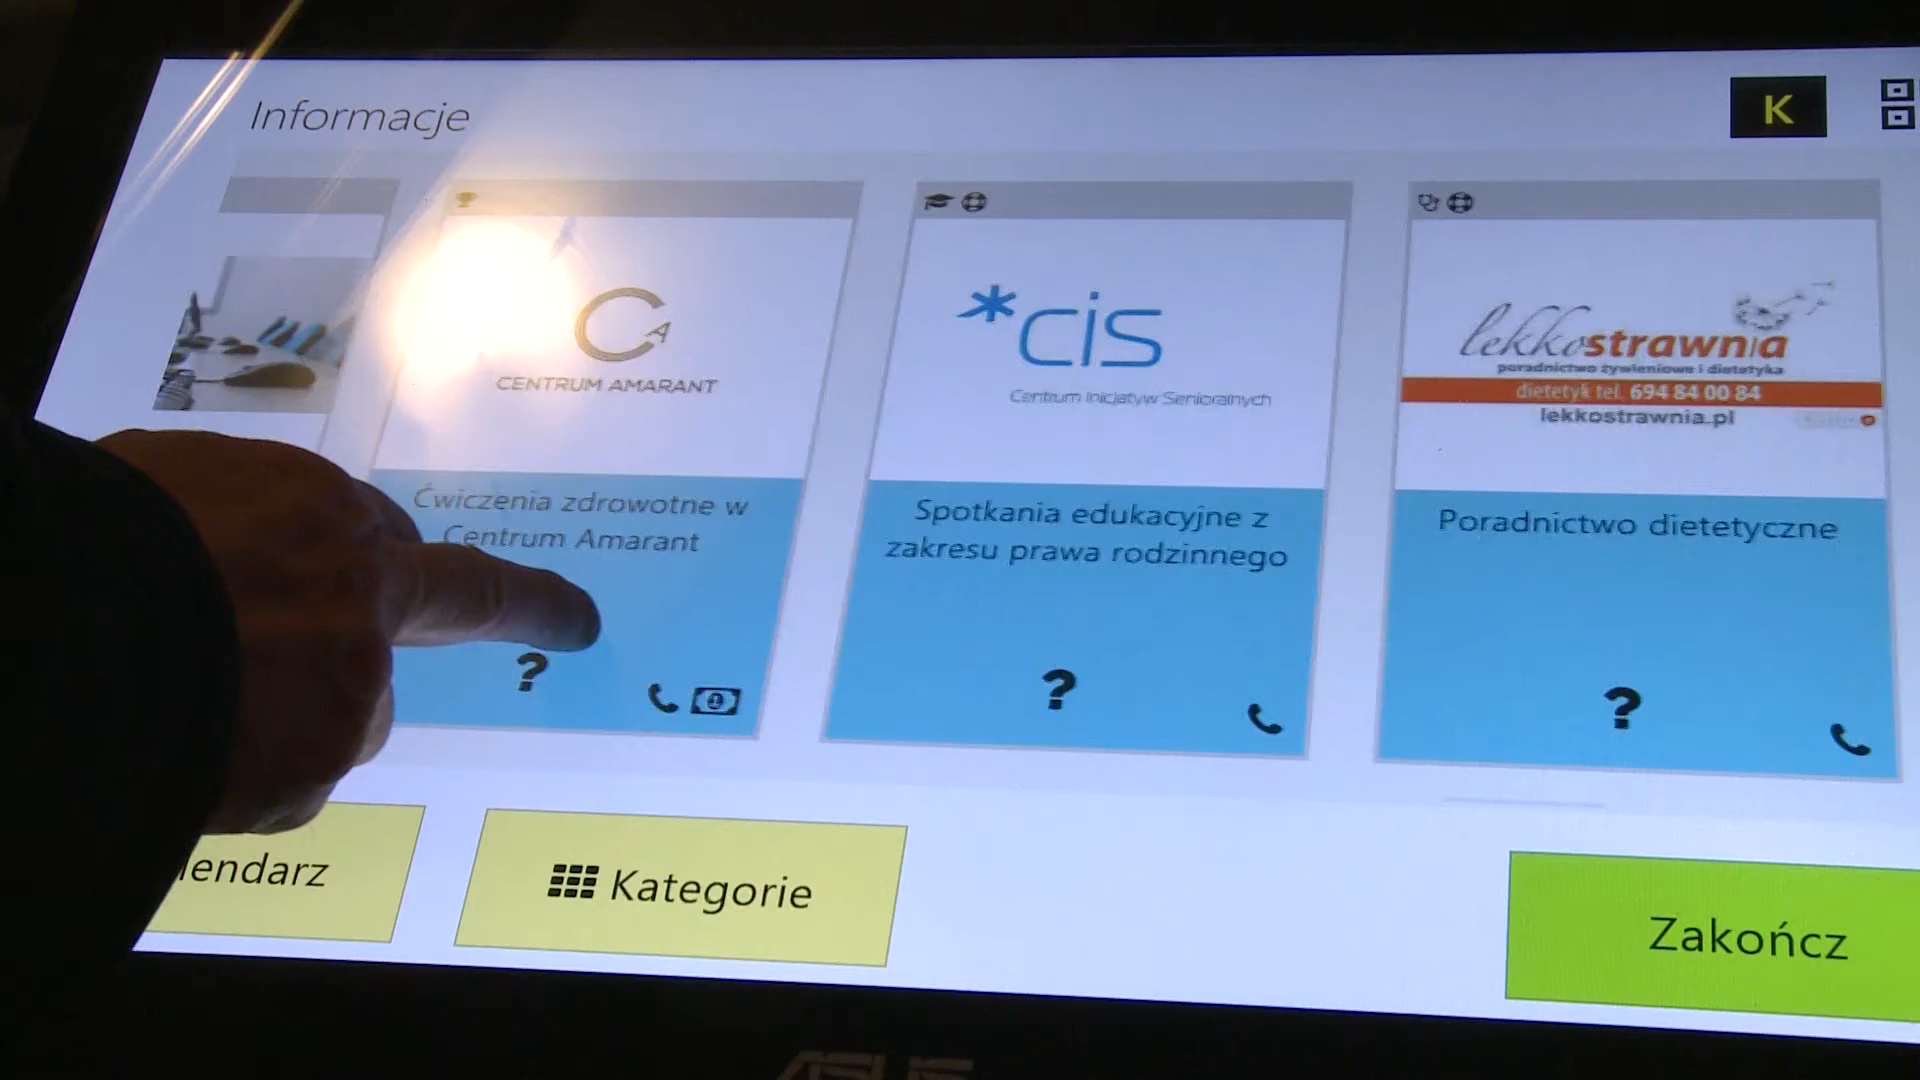 Informacje
K
CA
CENTRUM AMARANT
Ćwiczenia zdrowotne w
Centrum Amarant
?
*cis
Centrum Inicjatyw Senioralnych
Spotkania edukacyjne z
zakresu prawa rodzinnego
?
lekkostrawnia
poradnictwo żywieniowe i dietetyka
dietetyk tel. 694 84 00 84
lekkostrawnia.pl
Poradnictwo dietetyczne
?
lendarz
Kategorie
Zakończ